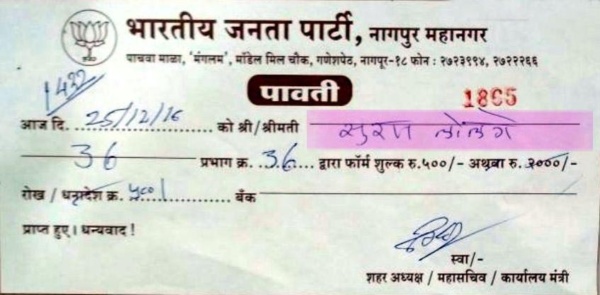 भारतीय जनता पार्टी, नागपुर महानगर
पाचवा माळा, 'मंगलम', मॉडेल मिल चौक, गणेशपेठ, नागपूर-१८ फोन : २७२३९९४, २७२२२६६
1432
पावती
1865
आज दि. 25/12/16 को श्री/श्रीमती सुरज
36 प्रभाग क्र. 36 द्वारा फॉर्म शुल्क रु.५००/- अथवा रु. २०००/-
रोख / धनादेश क्र. ५००/ बँक
प्राप्त हुए। धन्यवाद !
स्वा/-
शहर अध्यक्ष / महासचिव / कार्यालय मंत्री